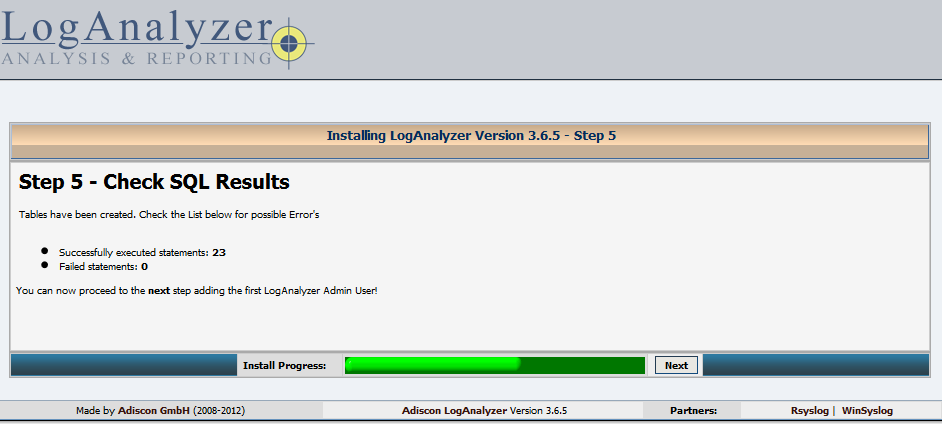 LogAnalyzer
ANALYSIS & REPORTING
Installing LogAnalyzer Version 3.6.5 - Step 5
Step 5 - Check SQL Results
Tables have been created. Check the List below for possible Error's
Successfully executed statements: 23
Failed statements: 0
You can now proceed to the next step adding the first LogAnalyzer Admin User!
Install Progress: Next
Made by Adiscon GmbH (2008-2012) Adiscon LogAnalyzer Version 3.6.5 Partners: Rsyslog | WinSyslog